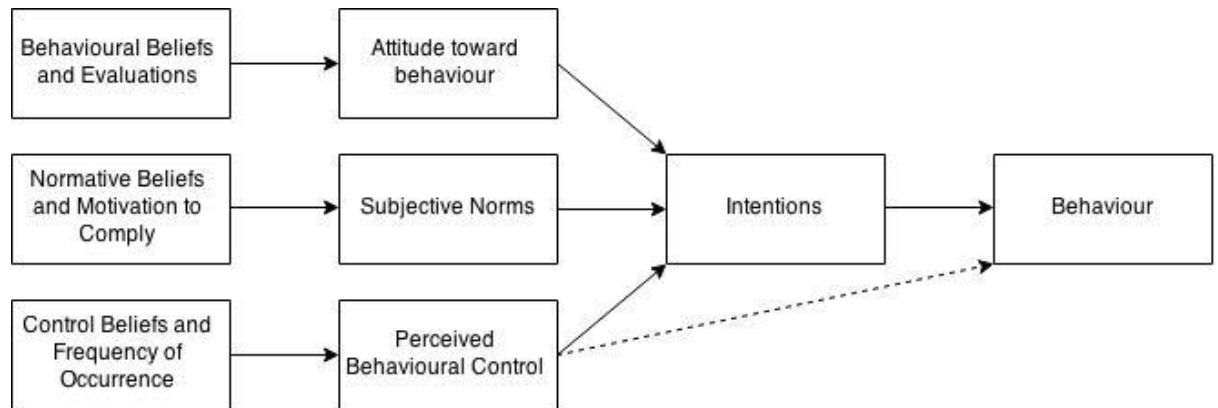 Behavioural Beliefs
and Evaluations
Attitude toward
behaviour
Normative Beliefs
and Motivation to
Comply
Subjective Norms
Intentions
Behaviour
Control Beliefs and
Frequency of
Occurrence
Perceived
Behavioural Control